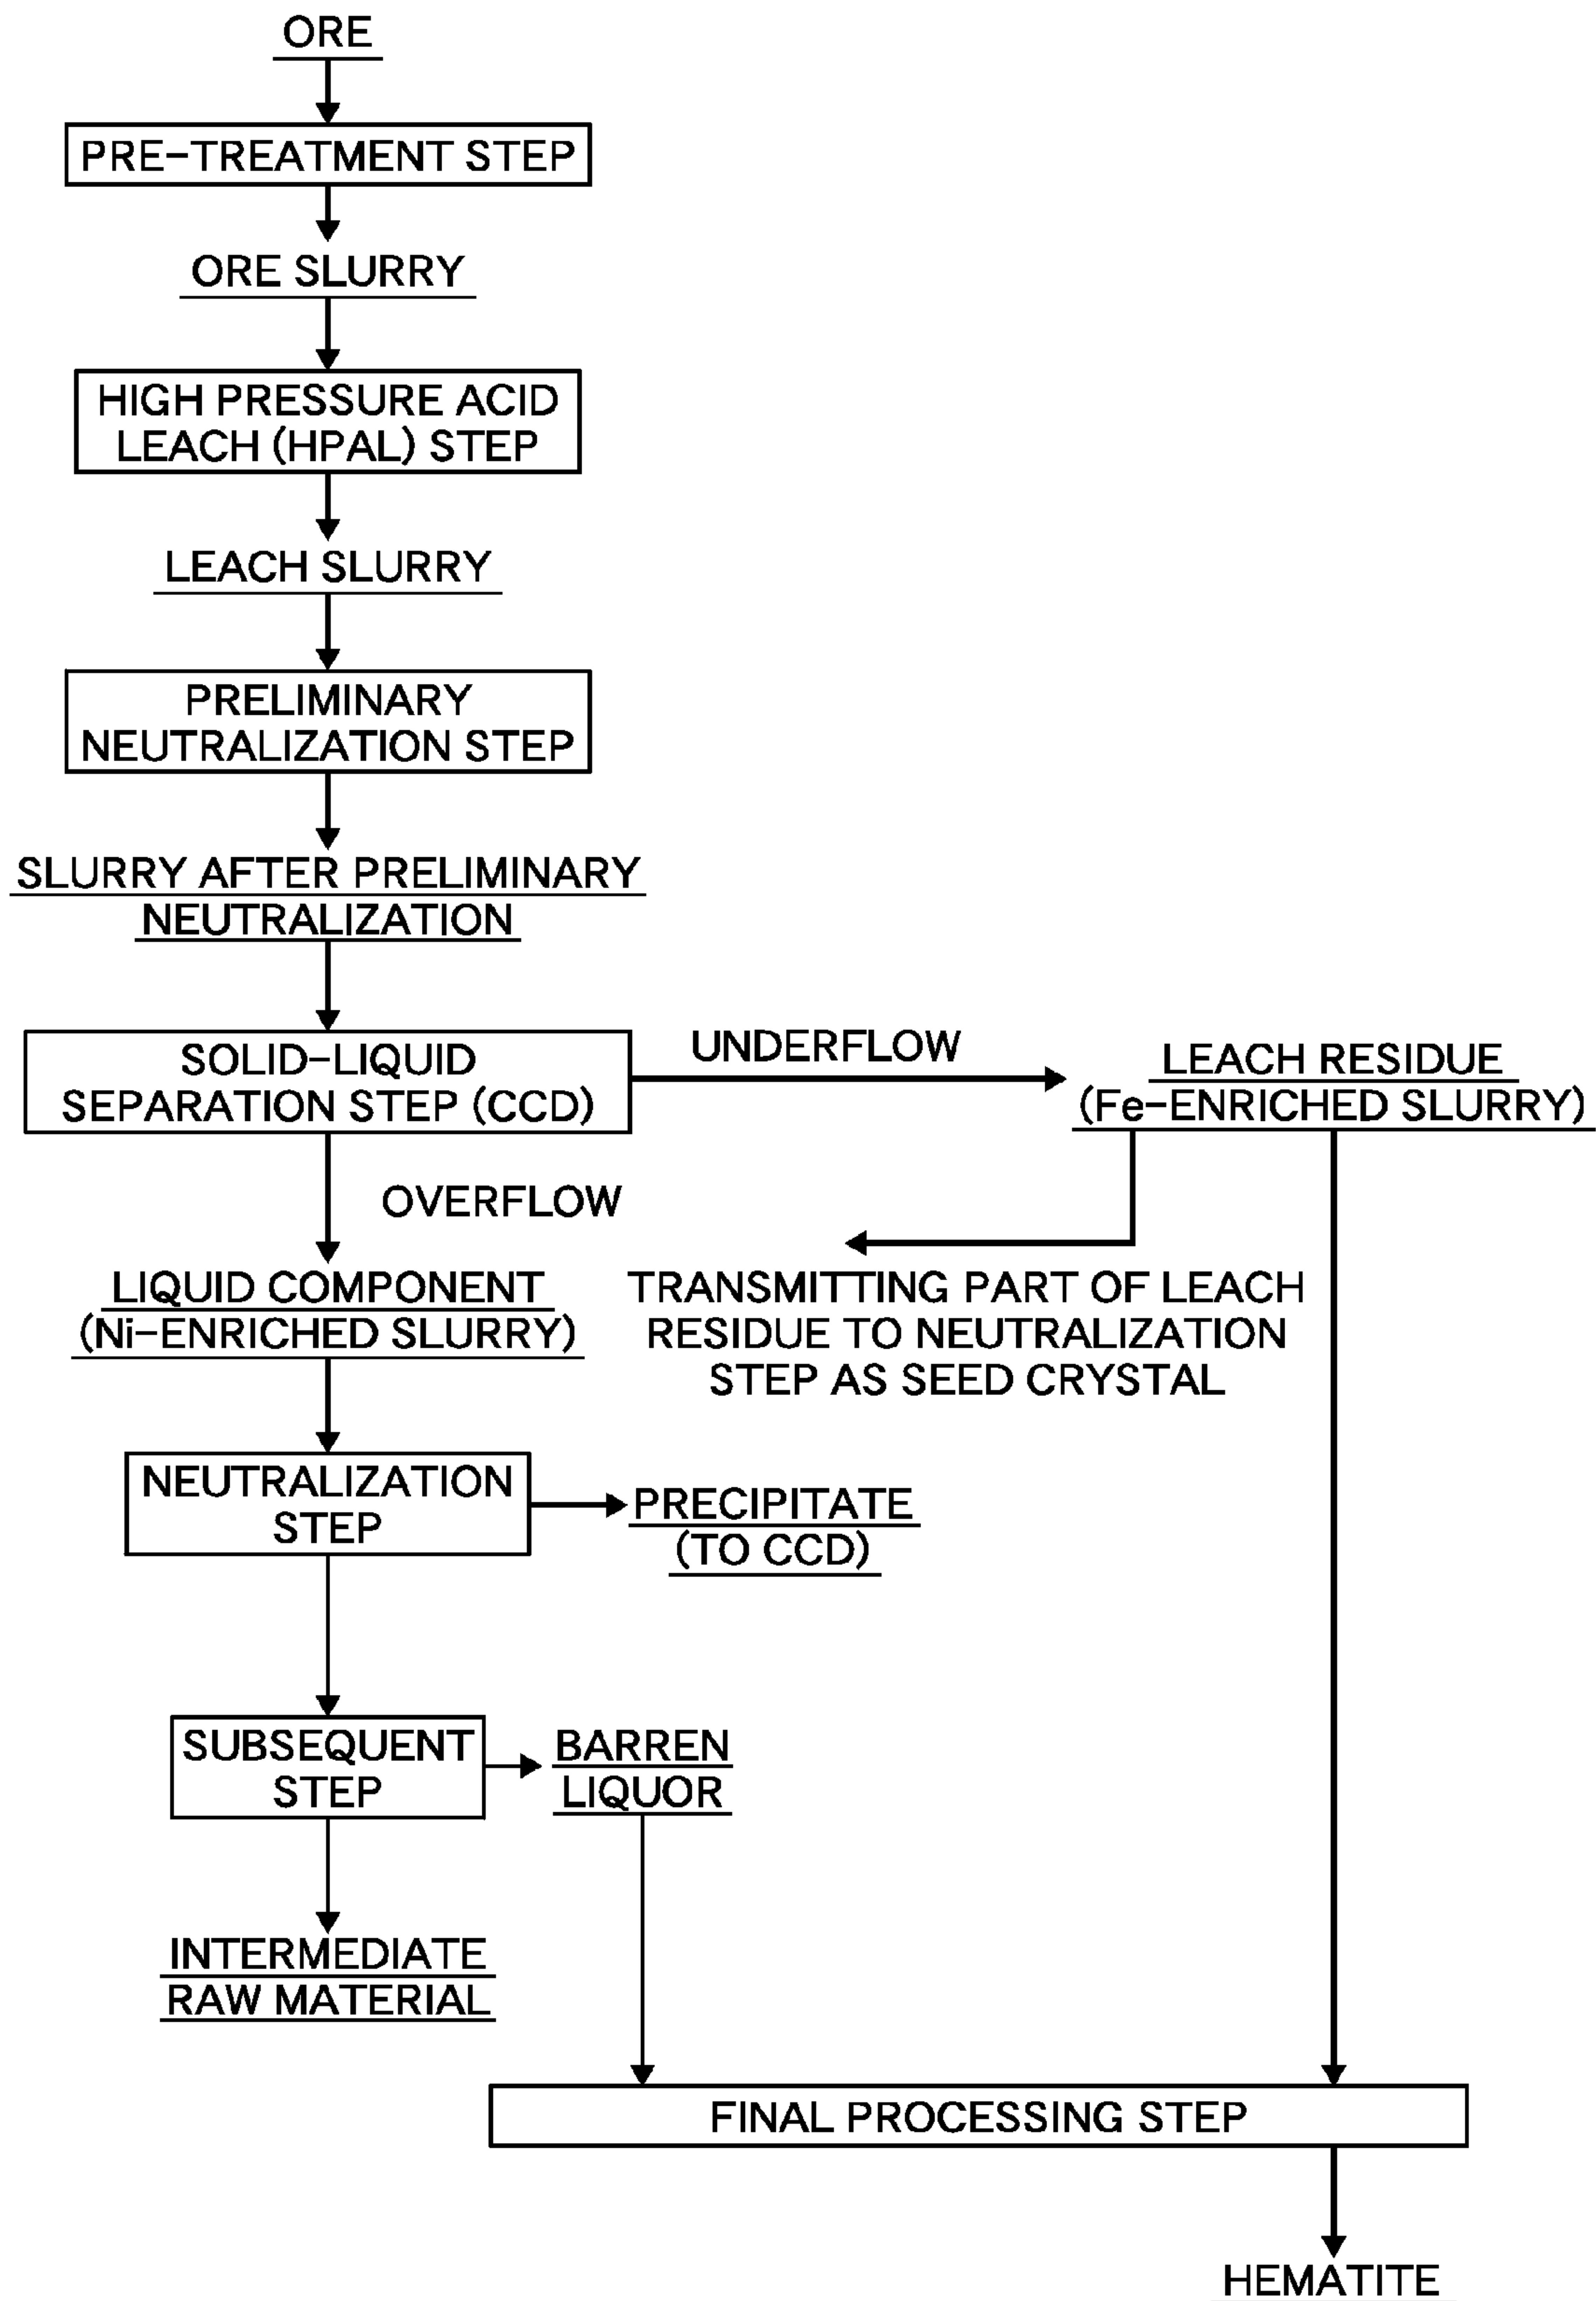 ORE
PRE-TREATMENT STEP
ORE SLURRY
HIGH PRESSURE ACID
LEACH (HPAL) STEP
LEACH SLURRY
PRELIMINARY
NEUTRALIZATION STEP
SLURRY AFTER PRELIMINARY
NEUTRALIZATION
SOLID-LIQUID
SEPARATION STEP (CCD)
UNDERFLOW
LEACH RESIDUE
(Fe-ENRICHED SLURRY)
OVERFLOW
LIQUID COMPONENT
(Ni-ENRICHED SLURRY)
TRANSMITTING PART OF LEACH
RESIDUE TO NEUTRALIZATION
STEP AS SEED CRYSTAL
NEUTRALIZATION
STEP
PRECIPITATE
(TO CCD)
SUBSEQUENT
STEP
BARREN
LIQUOR
INTERMEDIATE
RAW MATERIAL
FINAL PROCESSING STEP
HEMATITE